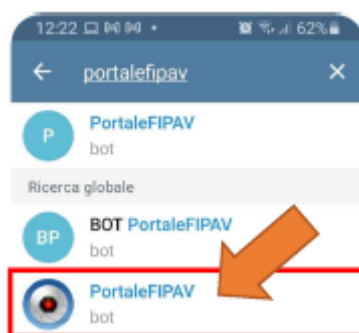 12:22 62%
portalefipav
P PortaleFIPAV
bot
Ricerca globale
BP BOT PortaleFIPAV
bot
PortaleFIPAV
bot